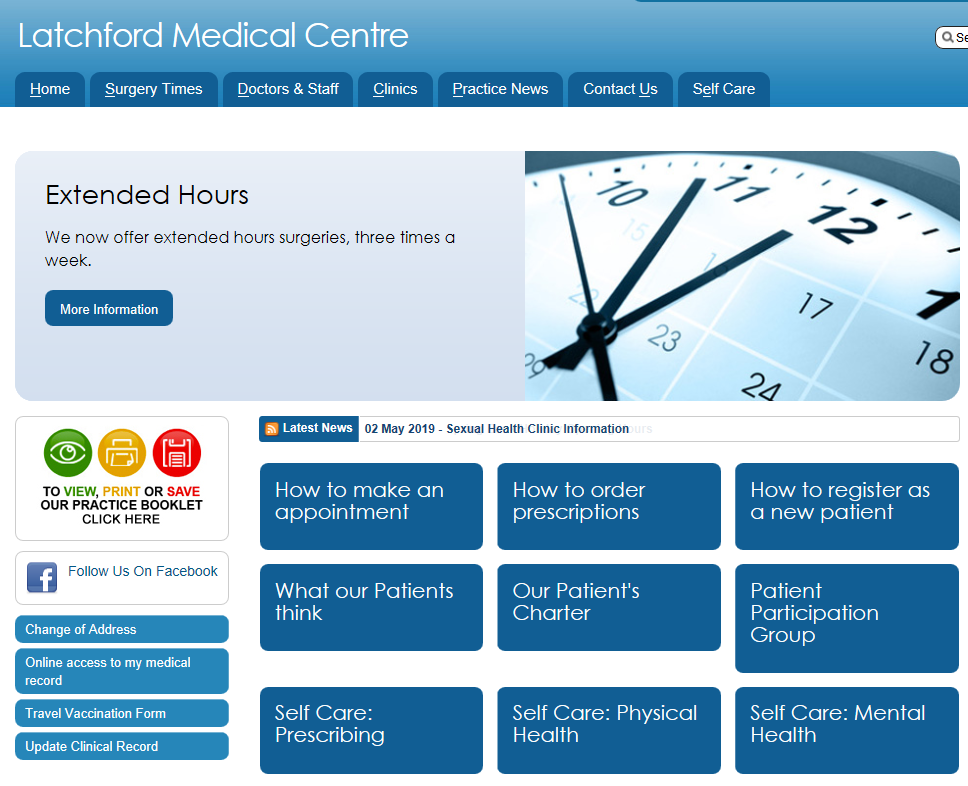 Latchford Medical Centre
Se
Home
Surgery Times
Doctors & Staff
Clinics
Practice News
Contact Us
Self Care
Extended Hours
We now offer extended hours surgeries, three times a
week.
More Information
10
11
12
1
15
17
18
22
23
24
29
TO VIEW, PRINT OR SAVE
OUR PRACTICE BOOKLET
CLICK HERE
Follow Us On Facebook
Change of Address
Online access to my medical
record
Travel Vaccination Form
Update Clinical Record
Latest News
02 May 2019 - Sexual Health Clinic Information
How to make an
appointment
How to order
prescriptions
How to register as
a new patient
What our Patients
think
Our Patient's
Charter
Patient
Participation
Group
Self Care:
Prescribing
Self Care: Physical
Health
Self Care: Mental
Health